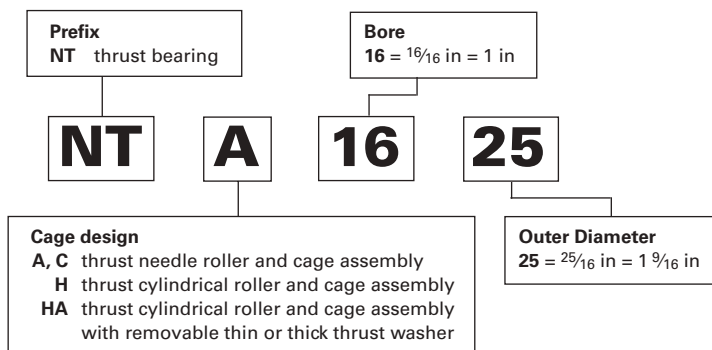 Prefix
NT thrust bearing
Bore
16 = 16/16 in = 1 in
NT A 16 25
Cage design
A, C thrust needle roller and cage assembly
H thrust cylindrical roller and cage assembly
HA thrust cylindrical roller and cage assembly
with removable thin or thick thrust washer
Outer Diameter
25 = 25/16 in = 1 9/16 in